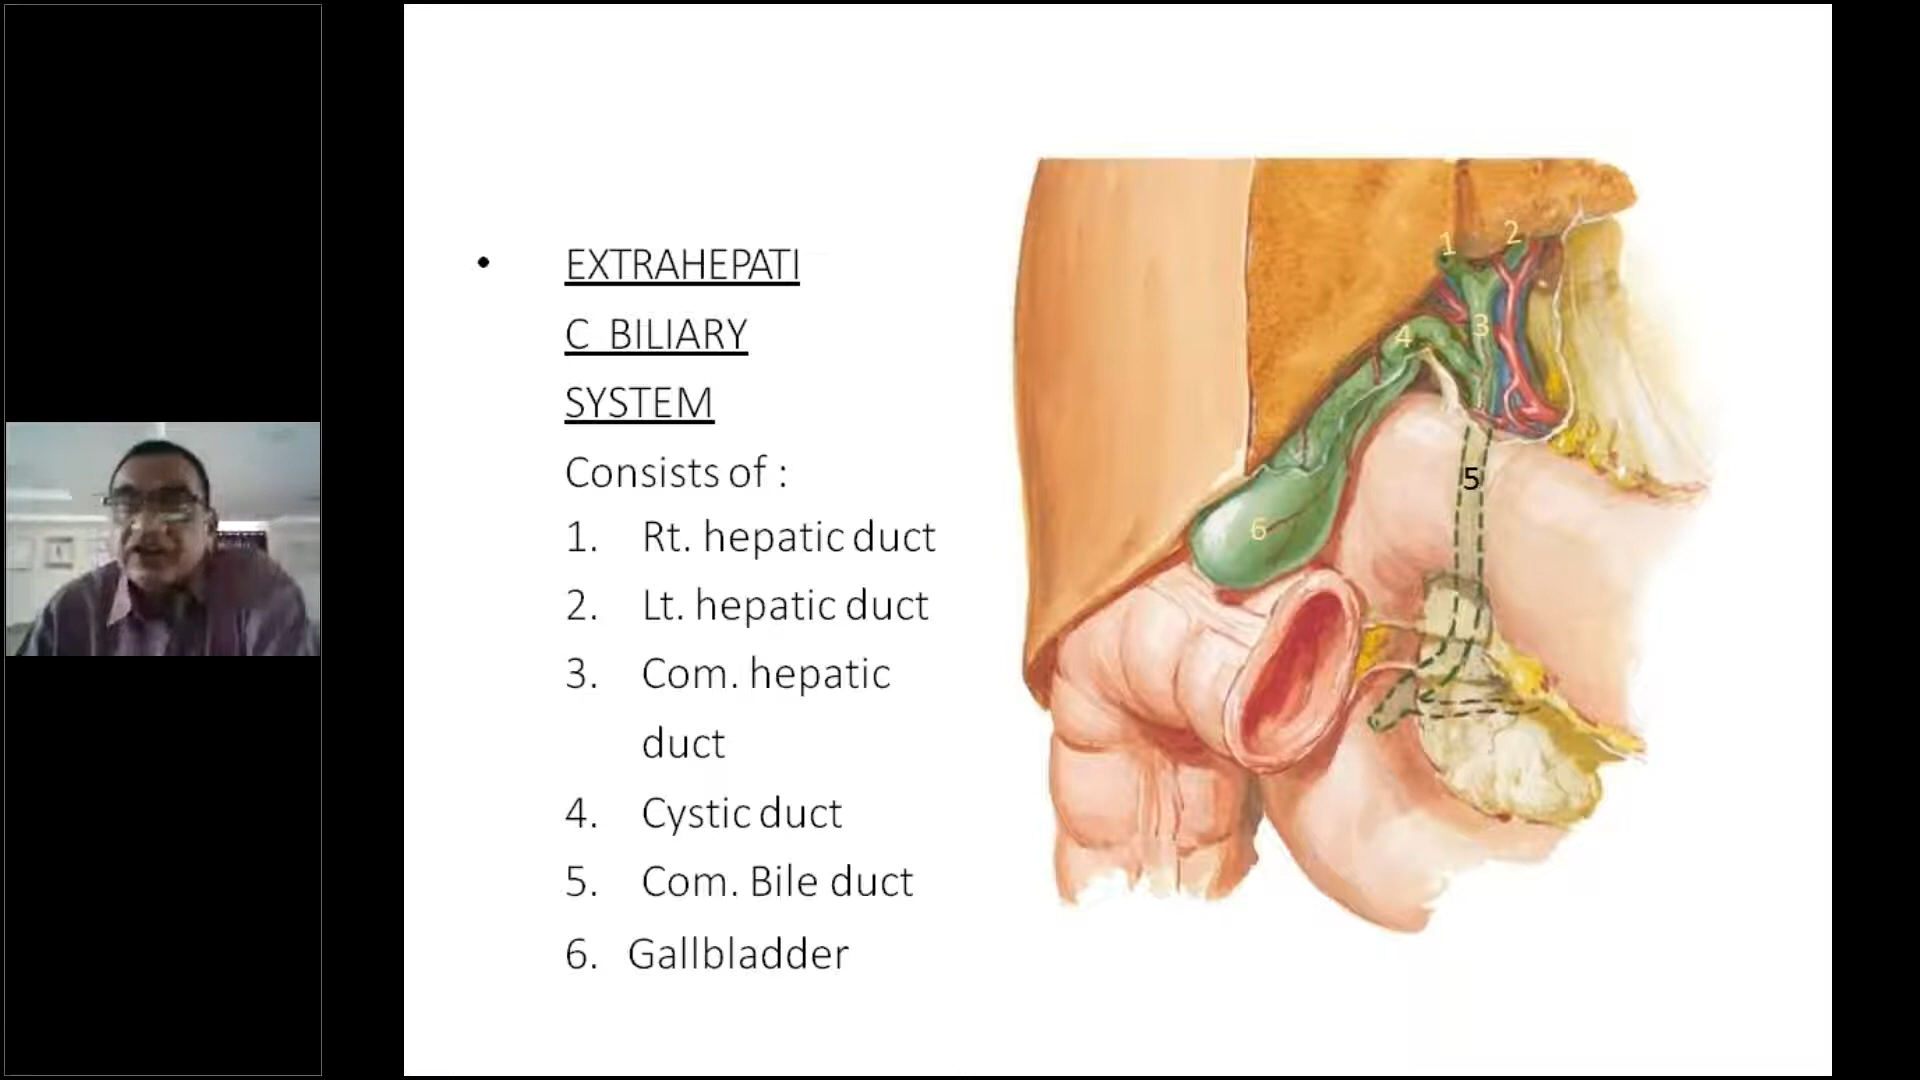 • EXTRAHEPATI
C BILIARY
SYSTEM
Consists of :
1. Rt. hepatic duct
2. Lt. hepatic duct
3. Com. hepatic
duct
4. Cystic duct
5. Com. Bile duct
6. Gallbladder
1
2
3
4
5
6